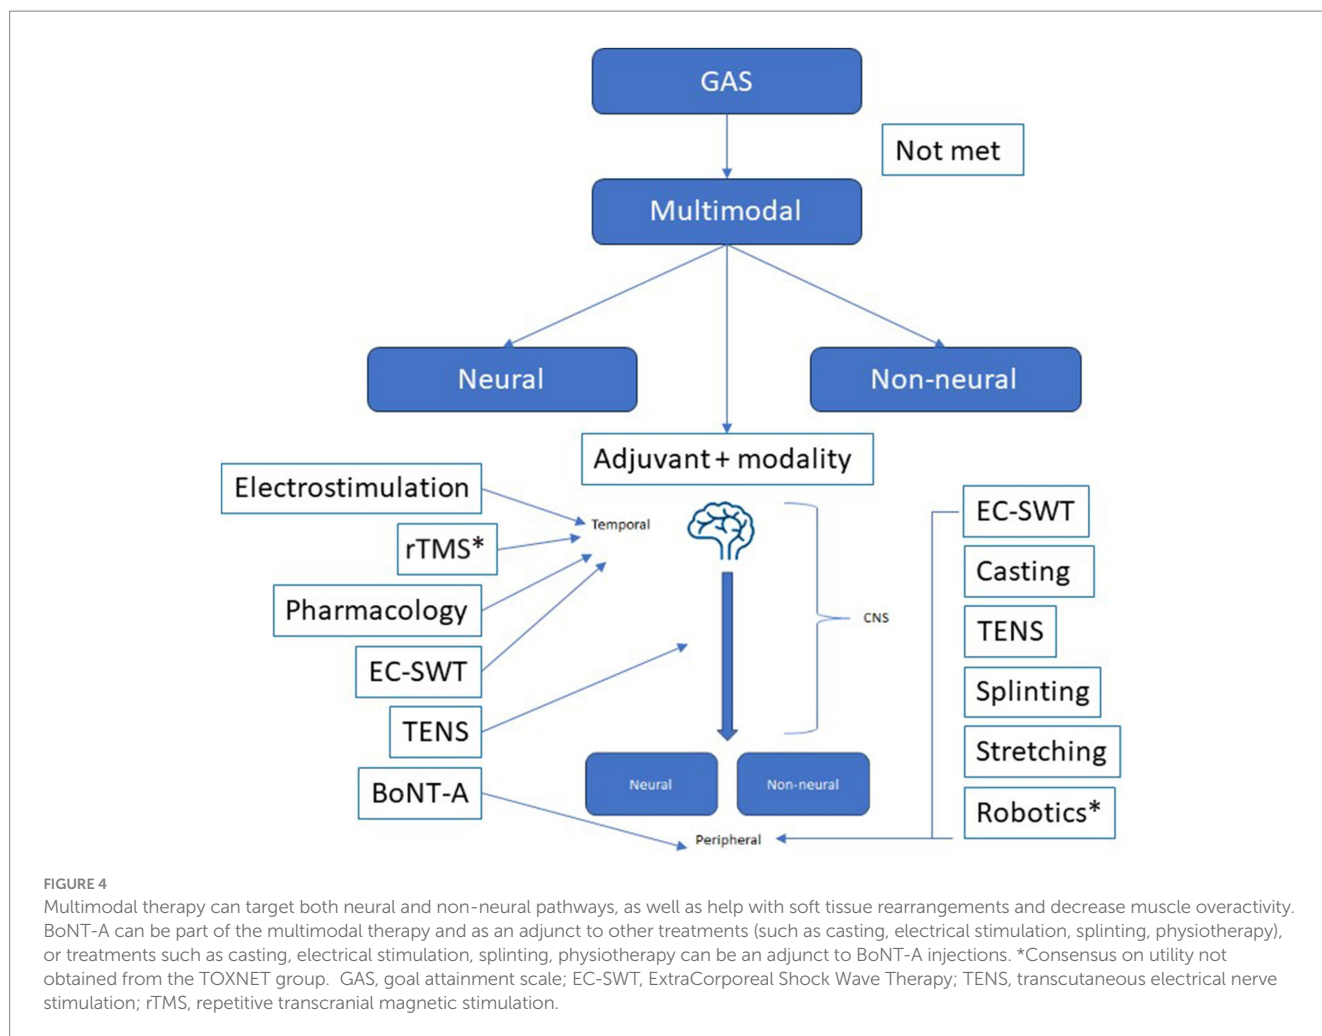 GAS
Not met
Multimodal
Neural
Non-neural
Adjuvant + modality
Electrostimulation
rTMS*
Pharmacology
EC-SWT
TENS
BoNT-A
Temporal
CNS
Neural
Non-neural
Peripheral
EC-SWT
Casting
TENS
Splinting
Stretching
Robotics*
FIGURE 4
Multimodal therapy can target both neural and non-neural pathways, as well as help with soft tissue rearrangements and decrease muscle overactivity.
BoNT-A can be part of the multimodal therapy and as an adjunct to other treatments (such as casting, electrical stimulation, splinting, physiotherapy),
or treatments such as casting, electrical stimulation, splinting, physiotherapy can be an adjunct to BoNT-A injections. *Consensus on utility not
obtained from the TOXNET group. GAS, goal attainment scale; EC-SWT, ExtraCorporeal Shock Wave Therapy; TENS, transcutaneous electrical nerve
stimulation; rTMS, repetitive transcranial magnetic stimulation.